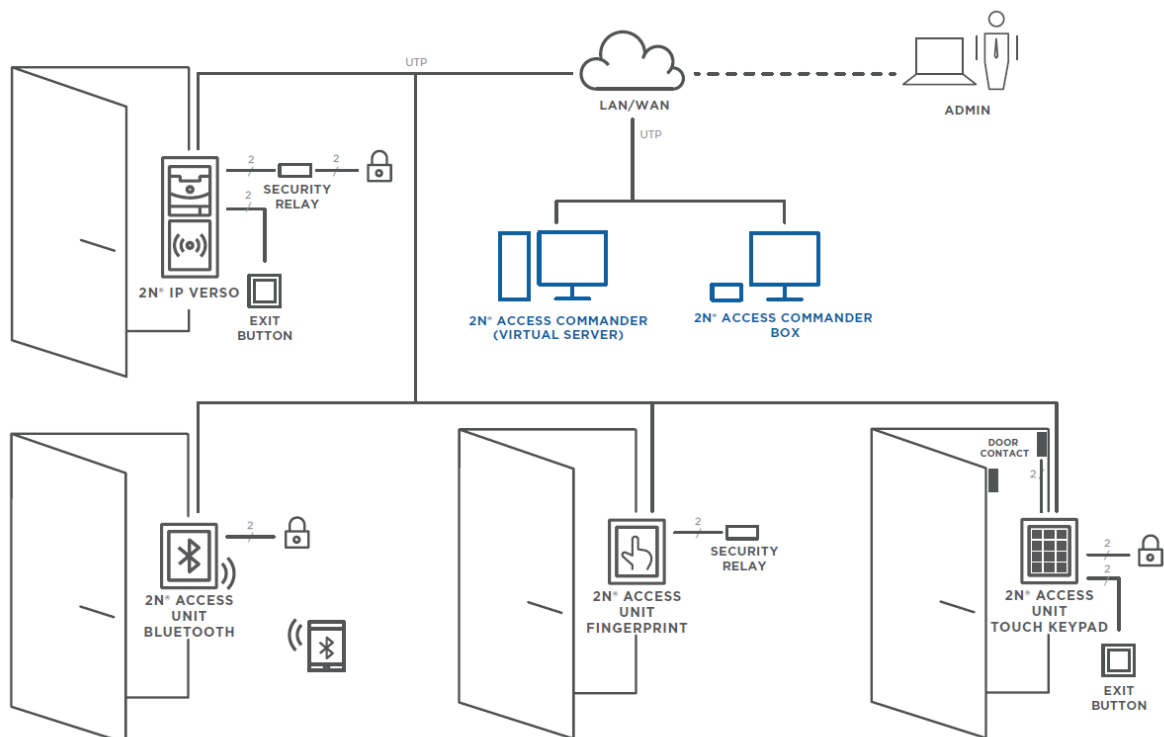 UTP
LAN/WAN
ADMIN
UTP
2
2
SECURITY
RELAY
2
2N® IP VERSO
EXIT
BUTTON
2N® ACCESS COMMANDER
(VIRTUAL SERVER)
2N® ACCESS COMMANDER
BOX
2
2N® ACCESS
UNIT
BLUETOOTH
2
SECURITY
RELAY
2N® ACCESS
UNIT
FINGERPRINT
DOOR
CONTACT
2
2
2
2N® ACCESS
UNIT
TOUCH KEYPAD
EXIT
BUTTON